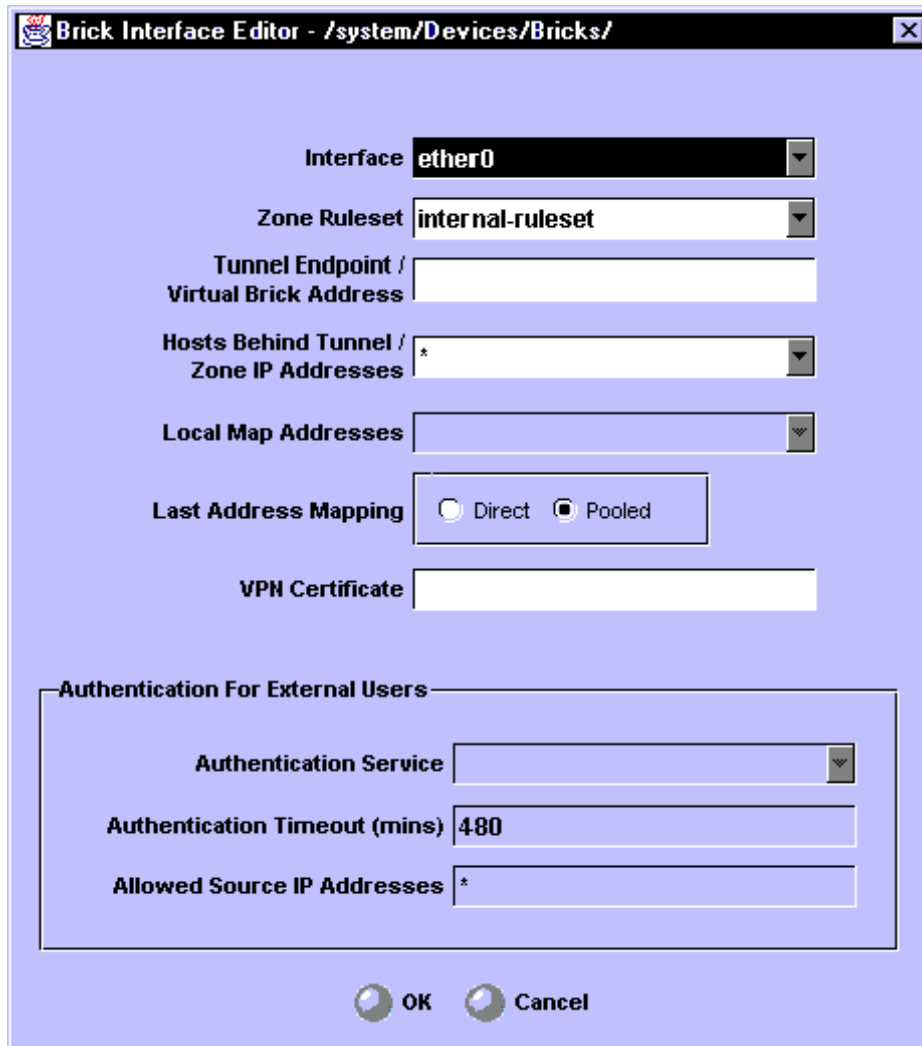 Brick Interface Editor - /system/Devices/Bricks/
Interface ether0
Zone Ruleset internal-ruleset
Tunnel Endpoint /
Virtual Brick Address
Hosts Behind Tunnel /
Zone IP Addresses *
Local Map Addresses
Last Address Mapping Direct Pooled
VPN Certificate
Authentication For External Users
Authentication Service
Authentication Timeout (mins) 480
Allowed Source IP Addresses *
OK Cancel